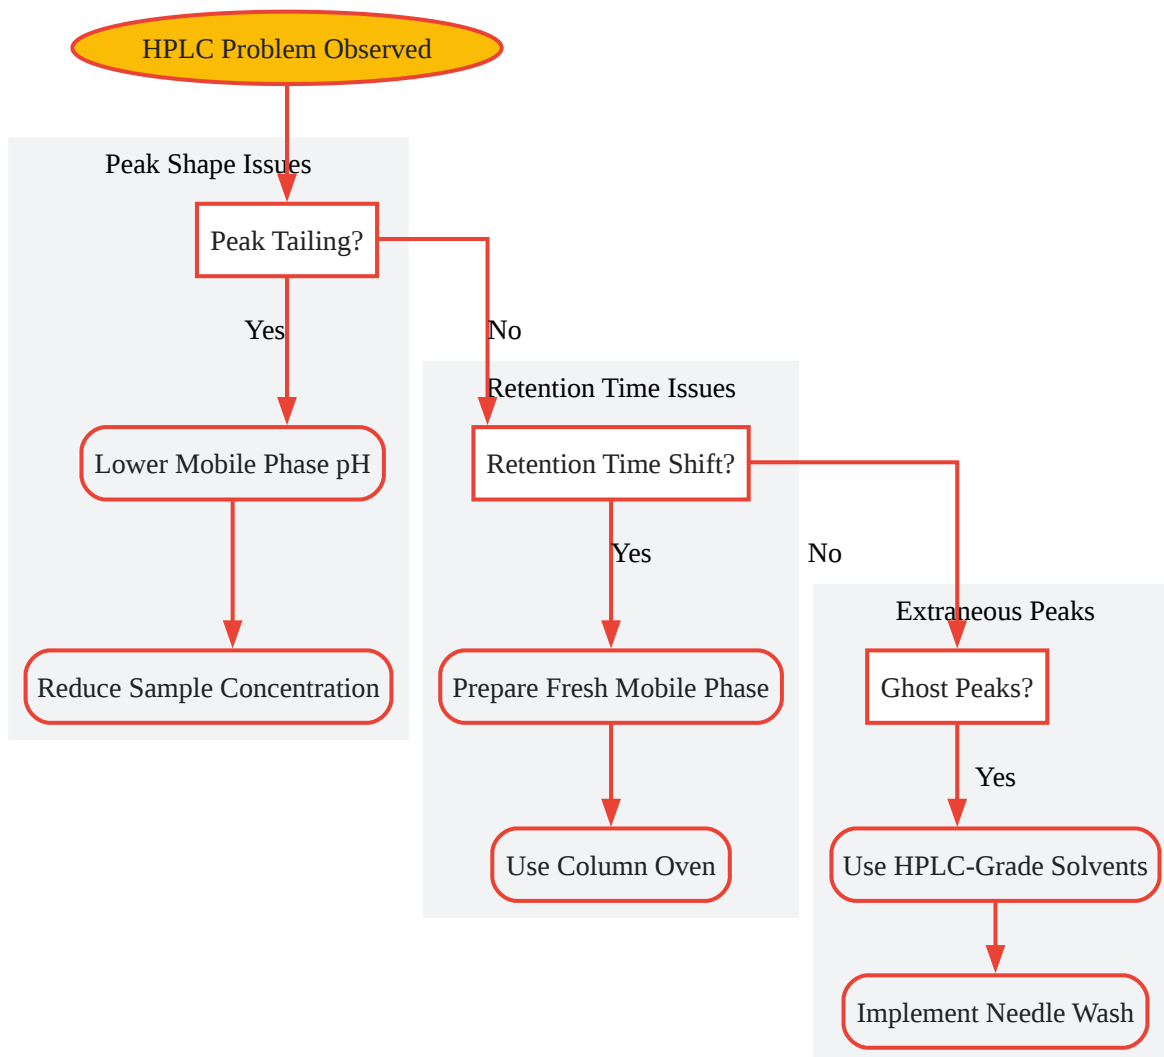 HPLC Problem Observed
Peak Shape Issues
Peak Tailing?
Yes
No
Retention Time Issues
Lower Mobile Phase pH
Retention Time Shift?
Yes
No
Extraneous Peaks
Reduce Sample Concentration
Prepare Fresh Mobile Phase
Ghost Peaks?
Yes
Use Column Oven
Use HPLC-Grade Solvents
Implement Needle Wash